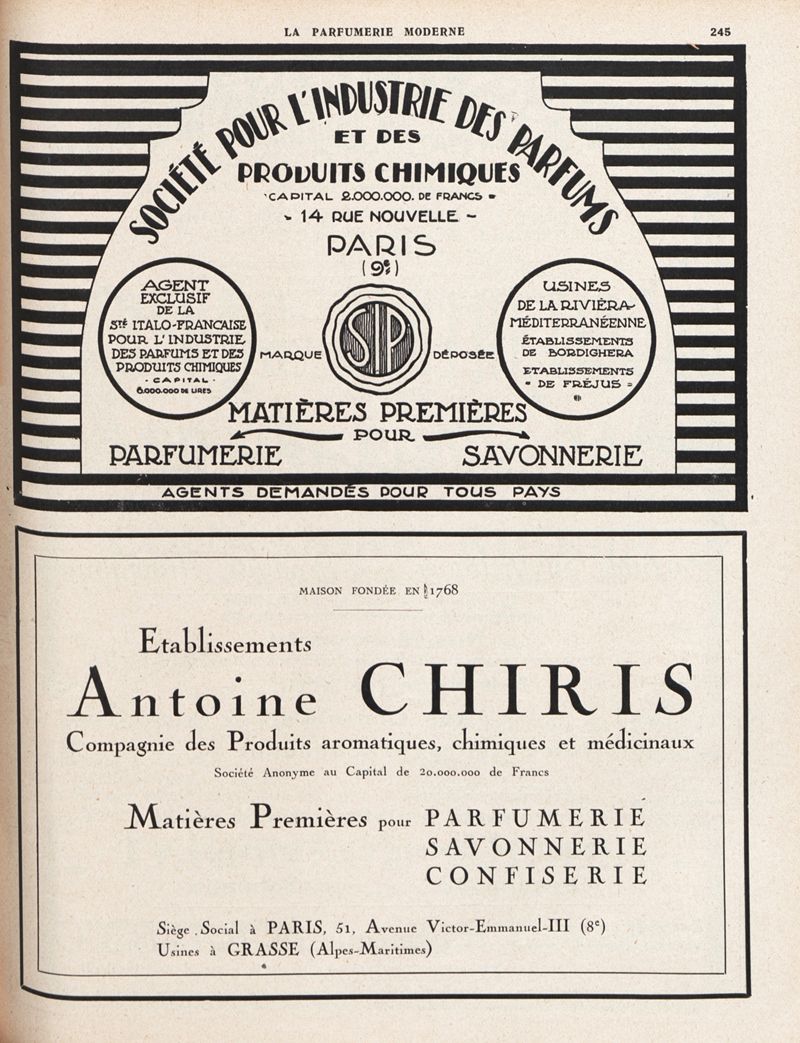 LA PARFUMERIE MODERNE 245
SOCIÉTÉ POUR L'INDUSTRIE DES PARFUMS
ET DES
PRODUITS CHIMIQUES
CAPITAL 2.000.000. DE FRANCS
- 14 RUE NOUVELLE -
PARIS
(9e)
AGENT
EXCLUSIF
DE LA
Sté ITALO-FRANCAISE
POUR L'INDUSTRIE
DES PARFUMS ET DES
PRODUITS CHIMIQUES
- CAPITAL -
6.000.000 DE LIRES
MARQUE
SIP
DÉPOSÉE
USINES
DE LA RIVIÉRA-
MÉDITERRANÉENNE
ÉTABLISSEMENTS
DE BORDIGHERA
ETABLISSEMENTS
- DE FRÉJUS =
MATIÈRES PREMIÈRES
POUR
PARFUMERIE SAVONNERIE
AGENTS DEMANDÉS POUR TOUS PAYS
MAISON FONDÉE EN 1768
Etablissements
Antoine CHIRIS
Compagnie des Produits aromatiques, chimiques et médicinaux
Société Anonyme au Capital de 20.000.000 de Francs
Matières Premières pour PARFUMERIE
SAVONNERIE
CONFISERIE
Siège Social à PARIS, 51, Avenue Victor-Emmanuel-III (8e)
Usines à GRASSE (Alpes-Maritimes)